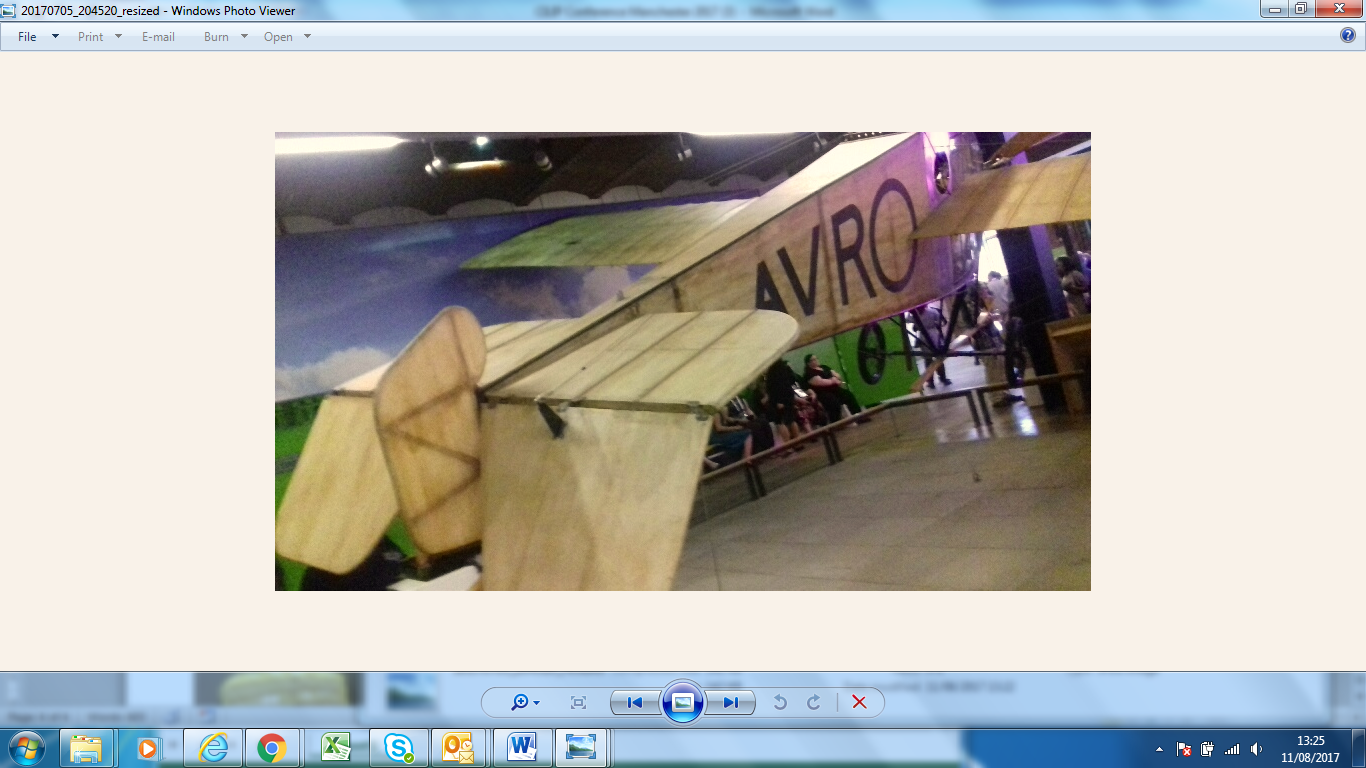 20170705_204520_resized - Windows Photo Viewer
File Print E-mail Burn Open
AVRO
13:25
11/08/2017